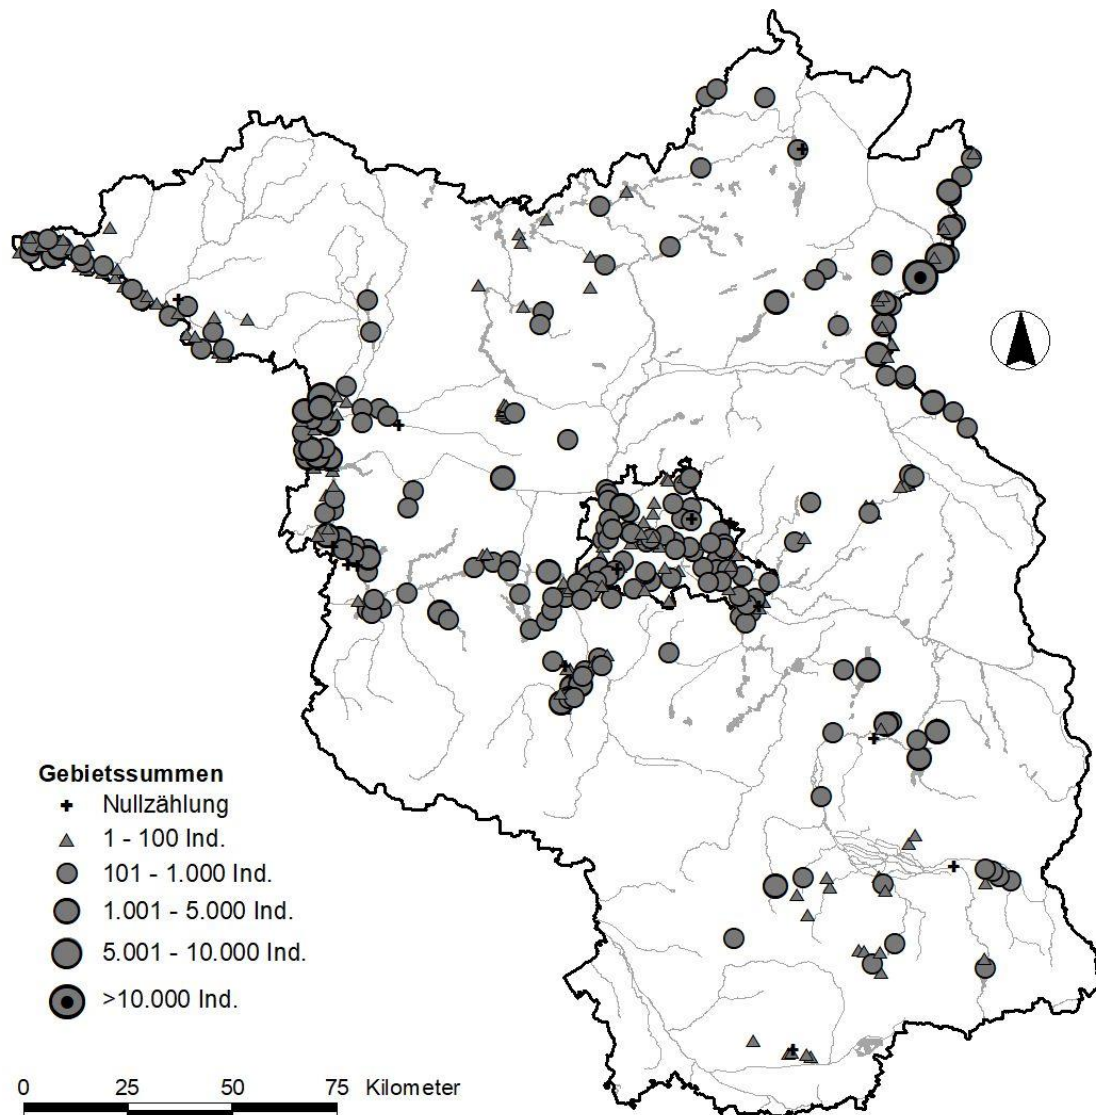 Gebietssummen
Nullzählung
1 - 100 Ind.
101 - 1.000 Ind.
1.001 - 5.000 Ind.
5.001 - 10.000 Ind.
>10.000 Ind.
0 25 50 75 Kilometer